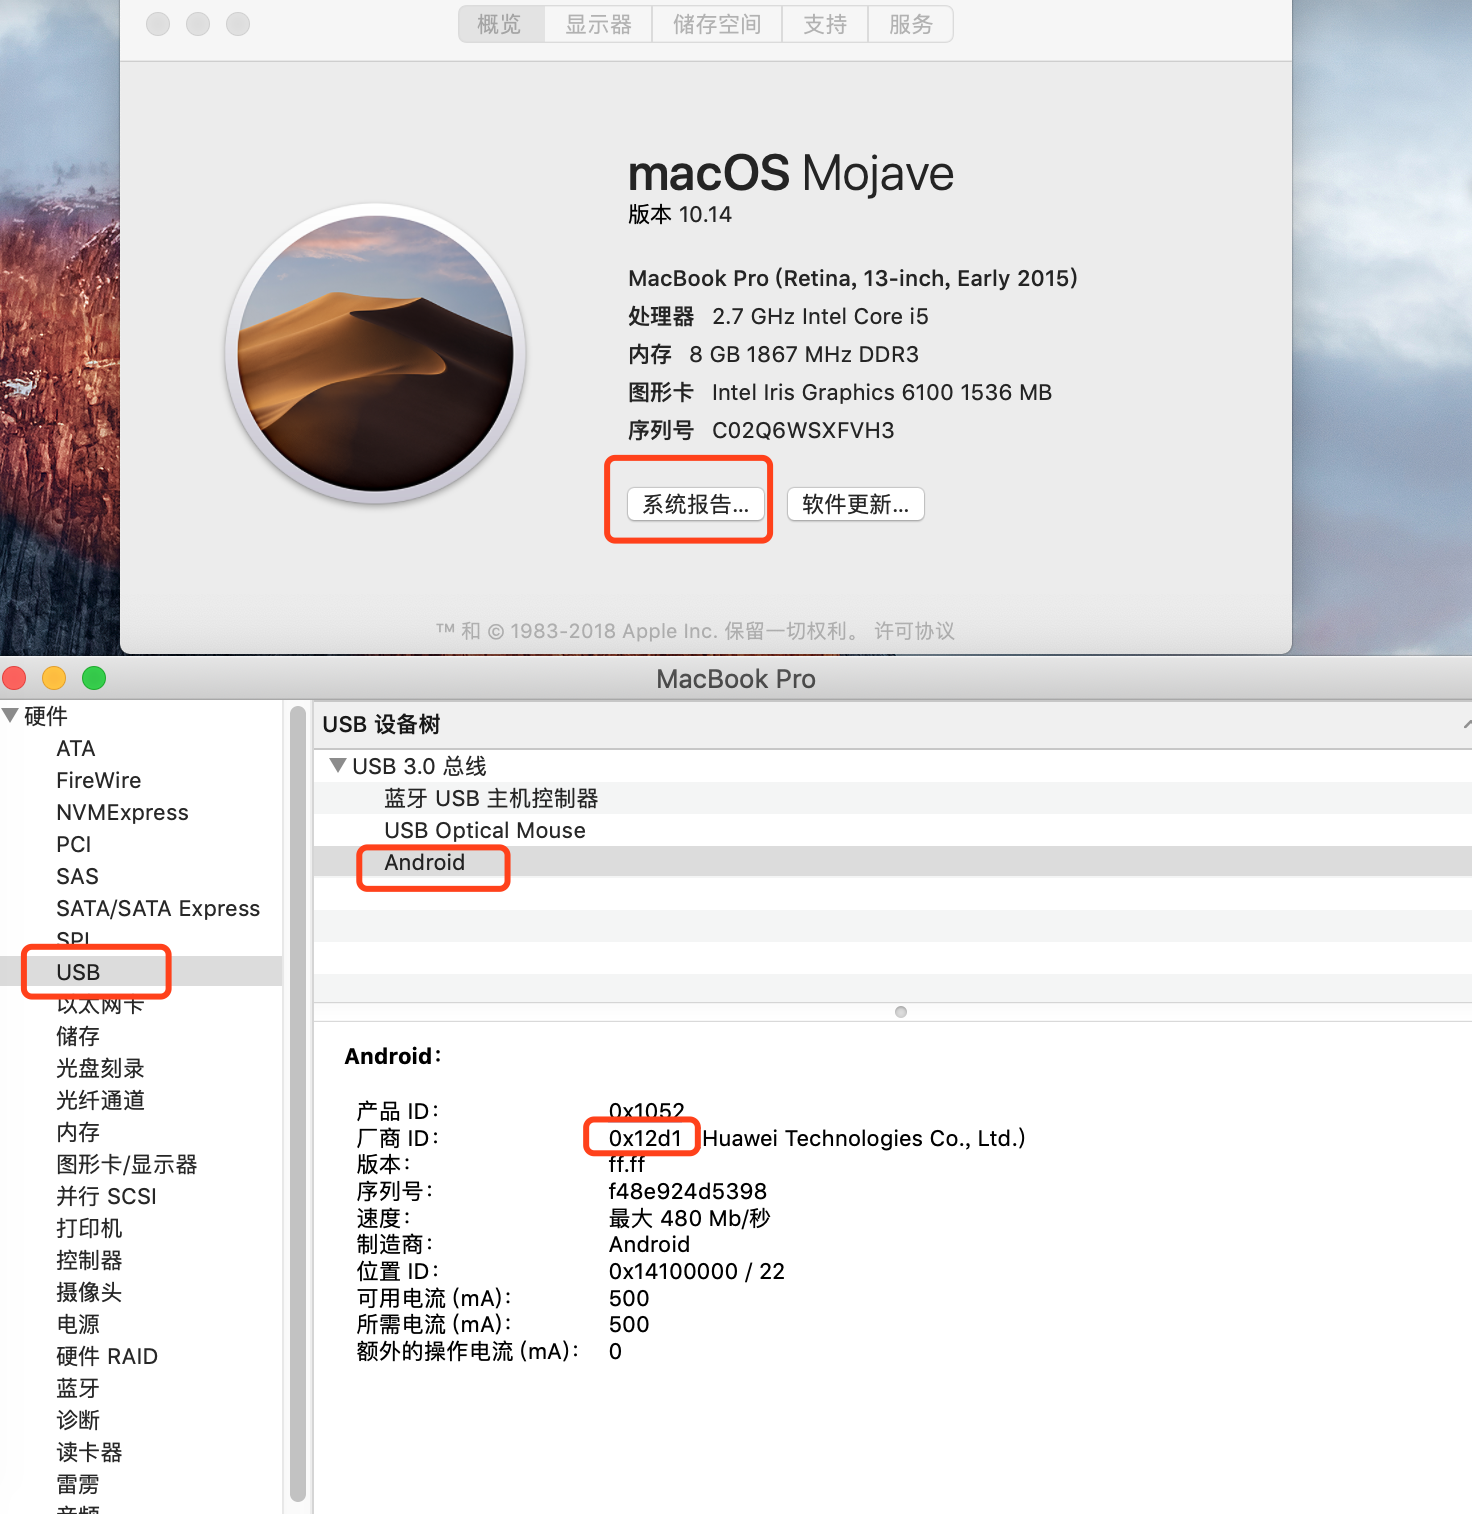 概览 显示器 储存空间 支持 服务
macOS Mojave
版本 10.14
MacBook Pro (Retina, 13-inch, Early 2015)
处理器 2.7 GHz Intel Core i5
内存 8 GB 1867 MHz DDR3
图形卡 Intel Iris Graphics 6100 1536 MB
序列号 C02Q6WSXFVH3
系统报告... 软件更新...
™ 和 © 1983-2018 Apple Inc. 保留一切权利。 许可协议
MacBook Pro
硬件
ATA
FireWire
NVMExpress
PCI
SAS
SATA/SATA Express
SPI
USB
以太网卡
储存
光盘刻录
光纤通道
内存
图形卡/显示器
并行 SCSI
打印机
控制器
摄像头
电源
硬件 RAID
蓝牙
诊断
读卡器
雷雳
音频
USB 设备树
USB 3.0 总线
蓝牙 USB 主机控制器
USB Optical Mouse
Android
Android：
产品 ID： 0x1052
厂商 ID： 0x12d1 Huawei Technologies Co., Ltd.)
版本： ff.ff
序列号： f48e924d5398
速度： 最大 480 Mb/秒
制造商： Android
位置 ID： 0x14100000 / 22
可用电流 (mA)： 500
所需电流 (mA)： 500
额外的操作电流 (mA)： 0